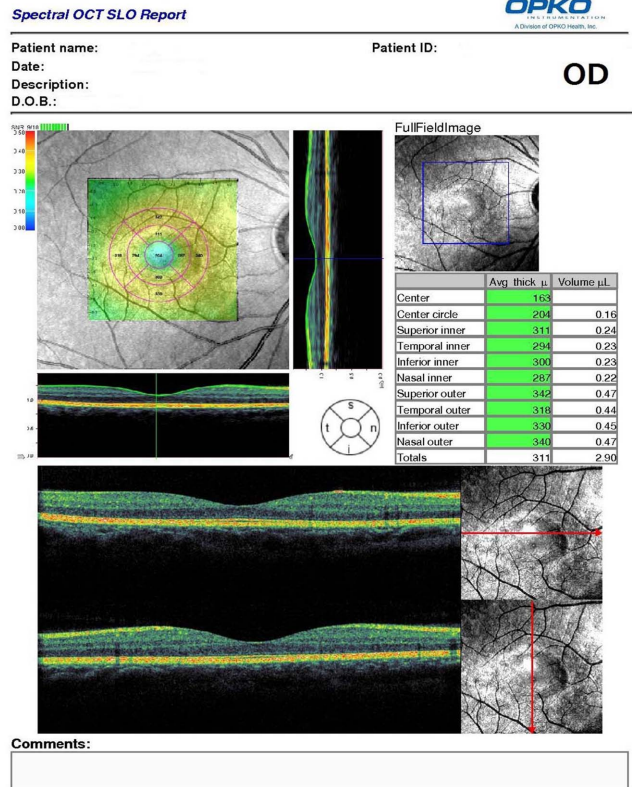 Spectral OCT SLO Report
OPKO
INSTRUMENTATION
A Division of OPKO Health, Inc.
Patient name:
Patient ID:
Date:
OD
Description:
D.O.B.:
SNR 9/10
FullFieldImage
Avg thick µ Volume µL
Center 163
Center circle 204 0.16
Superior inner 311 0.24
Temporal inner 294 0.23
Inferior inner 300 0.23
Nasal inner 287 0.22
Superior outer 342 0.47
Temporal outer 318 0.44
Inferior outer 330 0.45
Nasal outer 340 0.47
Totals 311 2.90
s
t n
i
Comments: